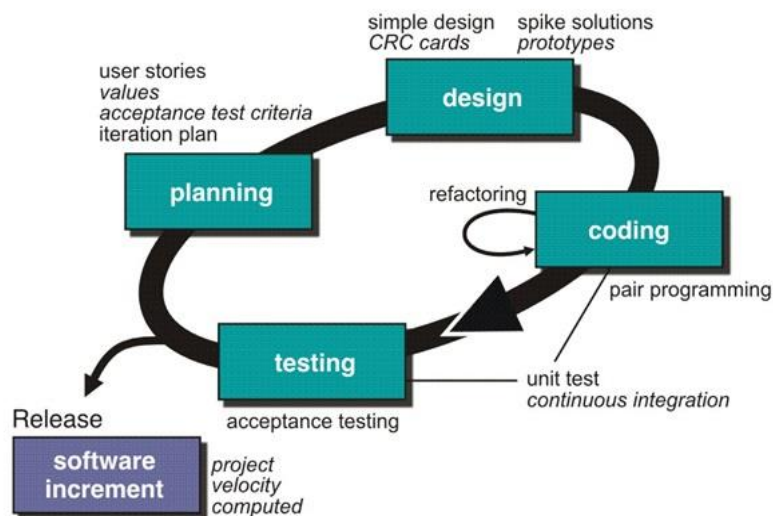 simple design
CRC cards
spike solutions
prototypes
design
user stories
values
acceptance test criteria
iteration plan
planning
refactoring
coding
pair programming
testing
unit test
continuous integration
acceptance testing
Release
software
increment
project
velocity
computed